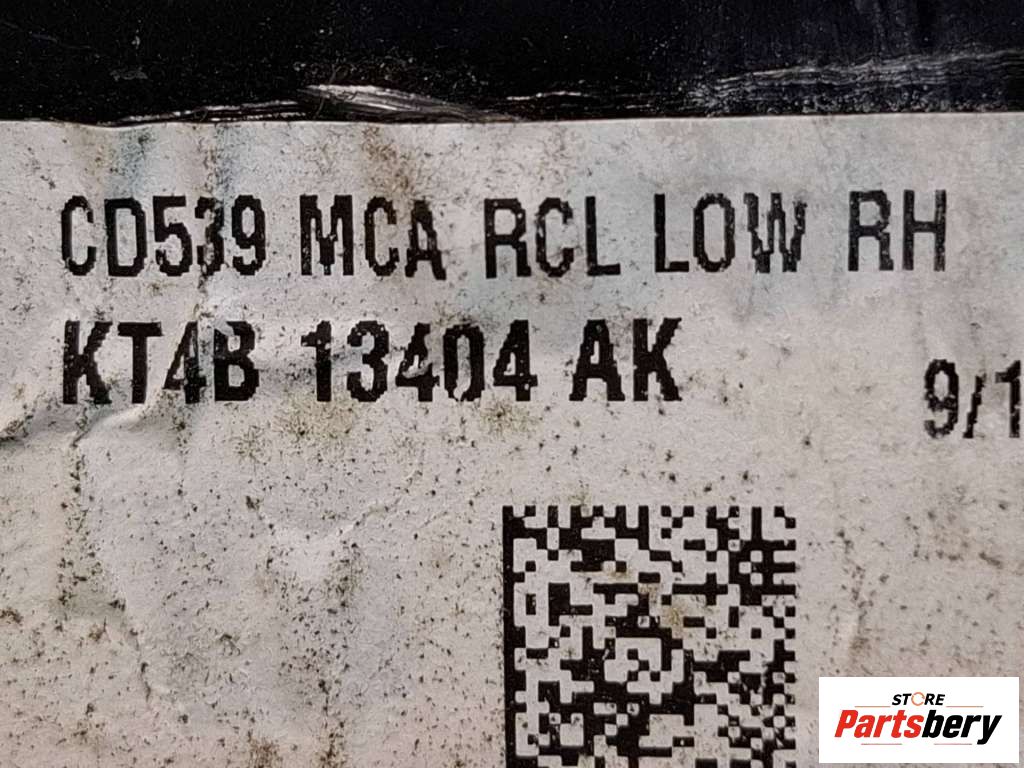 CD539 MCA RCL LOW RH
KT4B 13404 AK
9/1
STORE
Partsbery